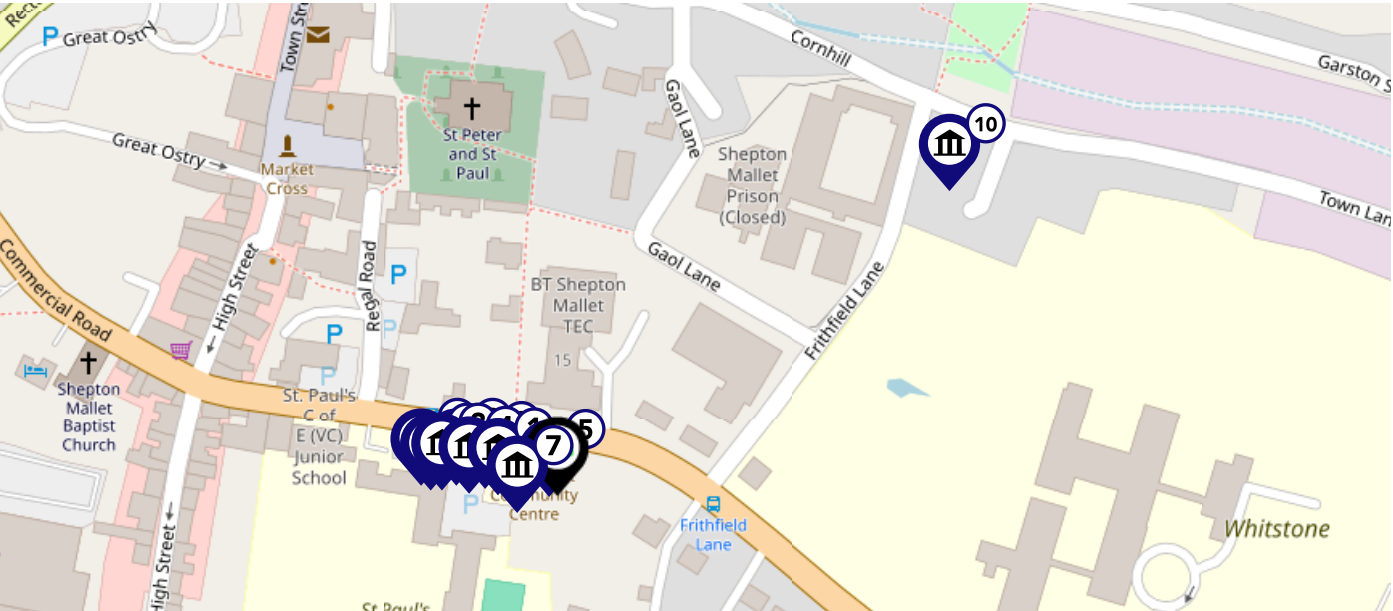 P
Great Ostry
Town Str
Cornhill
Garston S
Gaol Lane
10
St Peter
and St
Paul
Great Ostry
Market
Cross
Shepton
Mallet
Prison
(Closed)
Town Lan
Commercial Road
High Street
Regal Road
P
Gaol Lane
BT Shepton
Mallet
TEC
15
Frithfield Lane
P
P
P
Shepton
Mallet
Baptist
Church
St. Paul's
C of
E (VC)
Junior
School
5
7
P
Centre
High Street
Frithfield
Lane
Whitstone
St Paul's